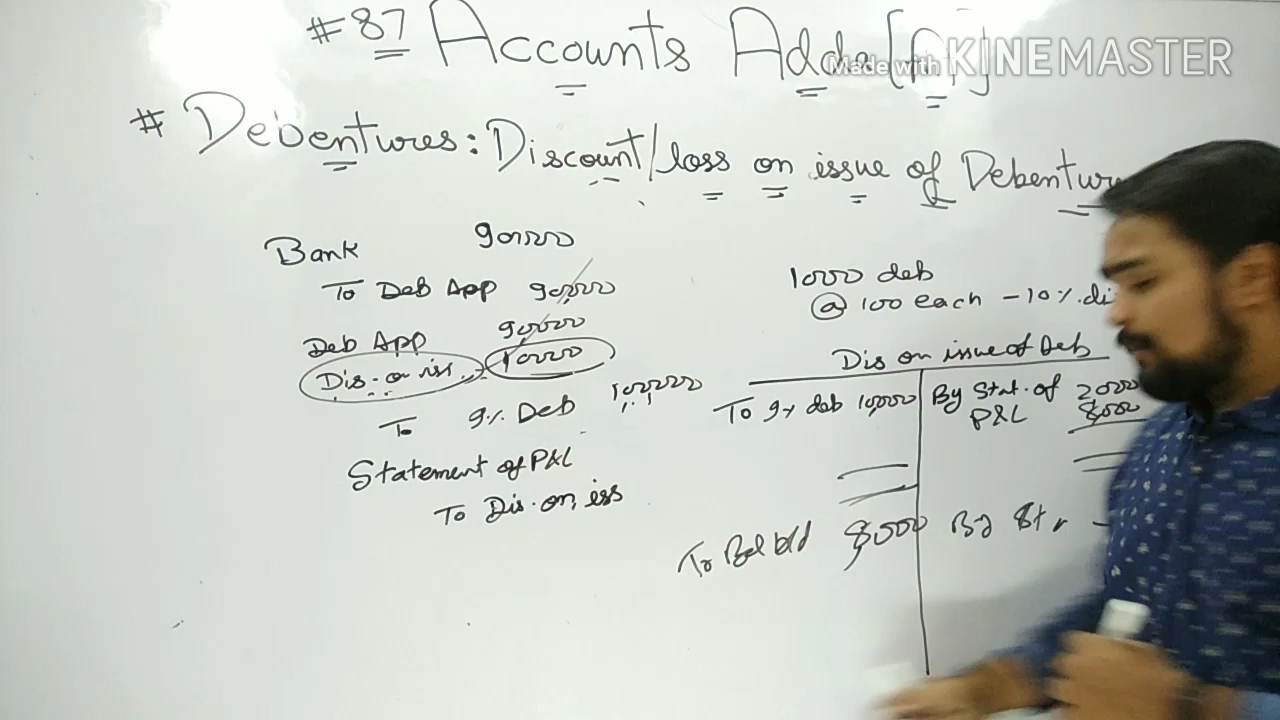 #87 Accounts Adda [
Made with KINEMASTER
# Debentures: Discount/loss on issue of Debentur
Bank 90000
To Deb App 90000
Deb App 90000
Dis. on iss. 10000
To 9% Deb 100000
Statement of P&L
To Dis. on iss
1000 deb
@ 100 each - 10%. di
Dis on issue of Deb
To 9% deb 10,000 By Stat. of 2000
P&L 8000
To Bal b/d 8000 By St